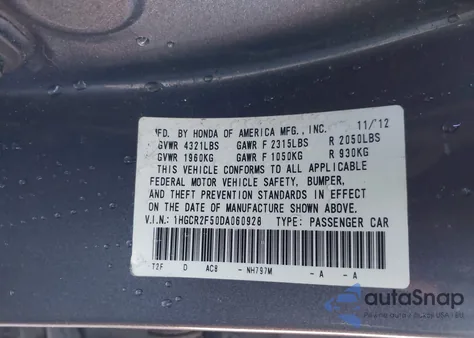 MFD. BY HONDA OF AMERICA MFG., INC. 11/12
GVWR 4321LBS GAWR F 2315LBS R 2050LBS
GVWR 1960KG GAWR F 1050KG R 930KG
THIS VEHICLE CONFORMS TO ALL APPLICABLE
FEDERAL MOTOR VEHICLE SAFETY, BUMPER,
AND THEFT PREVENTION STANDARDS IN EFFECT
ON THE DATE OF MANUFACTURE SHOWN ABOVE.
V.I.N: 1HGCR2F50DA060928 TYPE: PASSENGER CAR
T2F D AC8 - NH797M -A -A
autaSnap